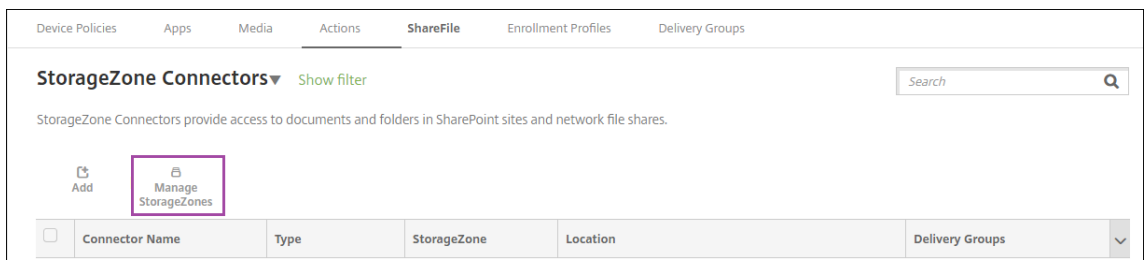 Device Policies Apps Media Actions ShareFile Enrollment Profiles Delivery Groups
StorageZone Connectors Show filter Search
StorageZone Connectors provide access to documents and folders in SharePoint sites and network file shares.
Add Manage
StorageZones
Connector Name Type StorageZone Location Delivery Groups